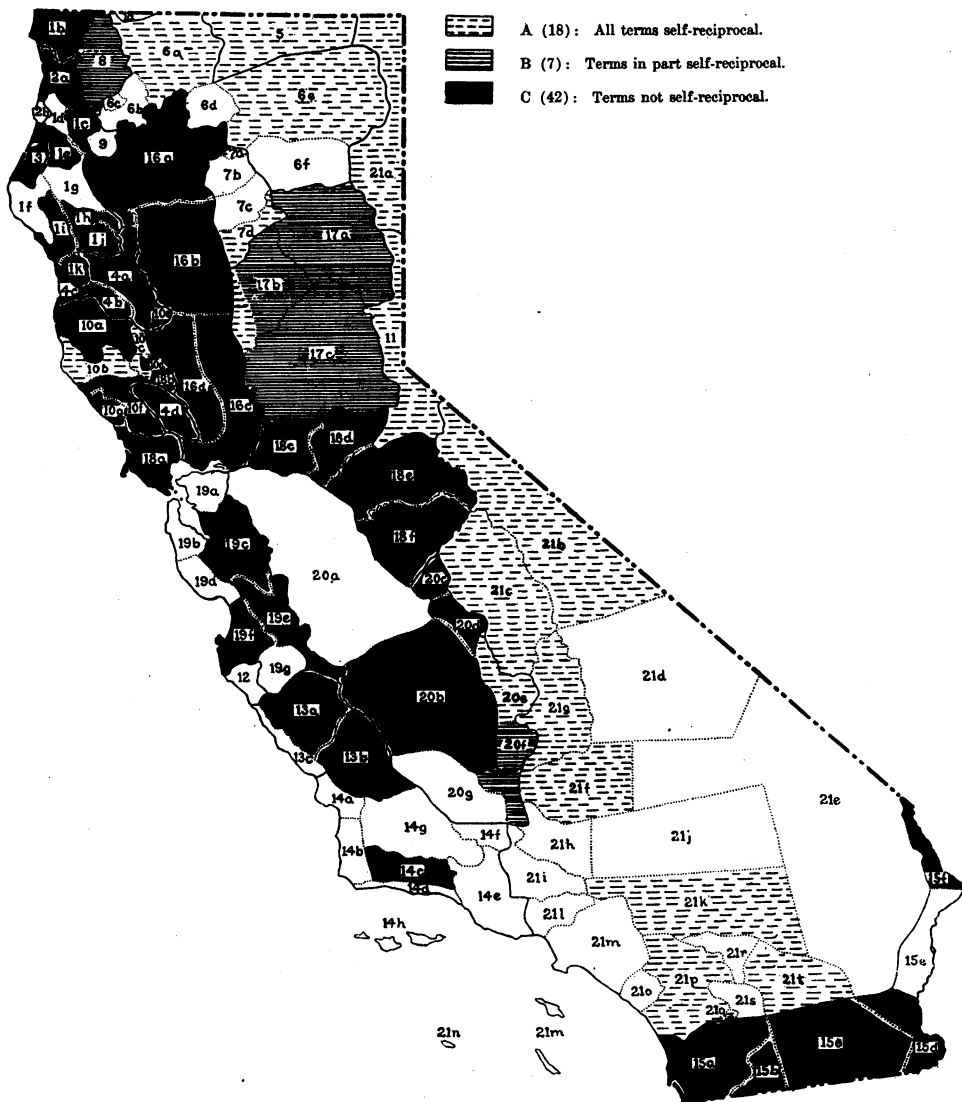 A (18): All terms self-reciprocal.
B (7): Terms in part self-reciprocal.
C (42): Terms not self-reciprocal.
1b
5
8
6a
2a
6e
6c
6b
6d
2b
1d
1c
9
3
1e
16a
7a
6f
7b
21a
1g
1f
7c
1h
1i
1j
7d
17a
16b
1k
4a
17b
4b
10a
11
17c
10b
16d
16c
4d
18c
18d
18a
18e
19a
18f
19b
19c
21b
20a
20c
19d
21c
19e
20d
19f
19g
12
21d
20b
20e
13a
21g
13b
20f
13c
20g
21f
14a
21e
14g
14f
21j
14b
21h
14c
21i
15f
14d
14e
21k
21l
14h
21m
21r
15e
21p
21t
21o
21s
21q
21n
21m
15a
15b
15d